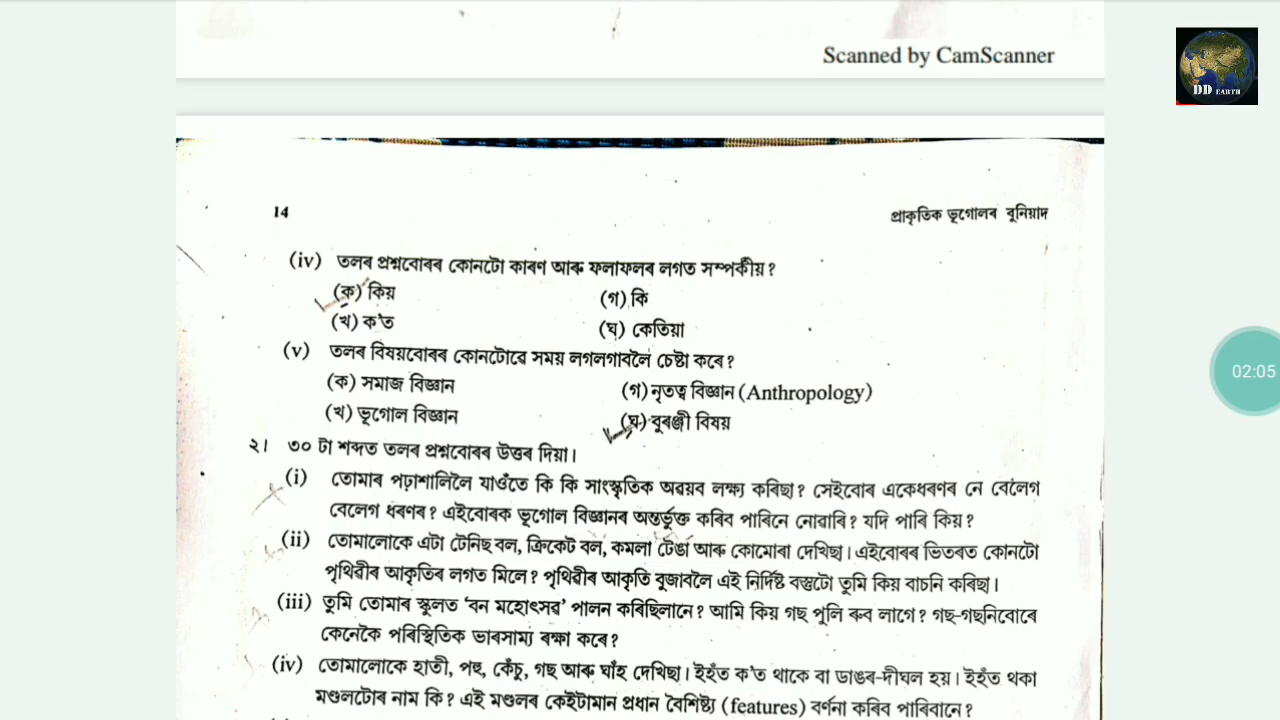 Scanned by CamScanner
DD EARTH
14
প্ৰাকৃতিক ভূগোলৰ বুনিয়াদ
(iv) তলৰ প্ৰশ্নবোৰৰ কোনটো কাৰণ আৰু ফলাফলৰ লগত সম্পৰ্কীয়?
(ক) কিয় (গ) কি
(খ) ক'ত (ঘ) কেতিয়া
(v) তলৰ বিষয়বোৰৰ কোনটোৱে সময় লগলগাবলৈ চেষ্টা কৰে?
(ক) সমাজ বিজ্ঞান (গ) নৃতত্ব বিজ্ঞান (Anthropology)
(খ) ভূগোল বিজ্ঞান (ঘ) বুৰঞ্জী বিষয়
02:05
২। ৩০ টা শব্দত তলৰ প্ৰশ্নবোৰৰ উত্তৰ দিয়া।
(i) তোমাৰ পঢ়াশালিলৈ যাওঁতে কি কি সাংস্কৃতিক অৱয়ব লক্ষ্য কৰিছা? সেইবোৰ একেধৰণৰ নে বেলেগ
বেলেগ ধৰণৰ? এইবোৰক ভূগোল বিজ্ঞানৰ অন্তৰ্ভুক্ত কৰিব পাৰিনে নোৱাৰি? যদি পাৰি কিয়?
(ii) তোমালোকে এটা টেনিছ বল, ক্ৰিকেট বল, কমলা টেঙা আৰু কোমোৰা দেখিছা। এইবোৰৰ ভিতৰত কোনটো
পৃথিৱীৰ আকৃতিৰ লগত মিলে? পৃথিৱীৰ আকৃতি বুজাবলৈ এই নিৰ্দিষ্ট বস্তুটো তুমি কিয় বাচনি কৰিছা।
(iii) তুমি তোমাৰ স্কুলত ‘বন মহোৎসৱ’ পালন কৰিছিলানে? আমি কিয় গছ পুলি ৰুব লাগে? গছ-গছনিবোৰে
কেনেকৈ পৰিস্থিতিক ভাৰসাম্য ৰক্ষা কৰে?
(iv) তোমালোকে হাতী, পহু, কেঁচু, গছ আৰু ঘাঁহ দেখিছা। ইহঁত ক'ত থাকে বা ডাঙৰ-দীঘল হয়। ইহঁত থকা
মণ্ডলটোৰ নাম কি? এই মণ্ডলৰ কেইটামান প্ৰধান বৈশিষ্ট্য (features) বৰ্ণনা কৰিব পাৰিবানে?